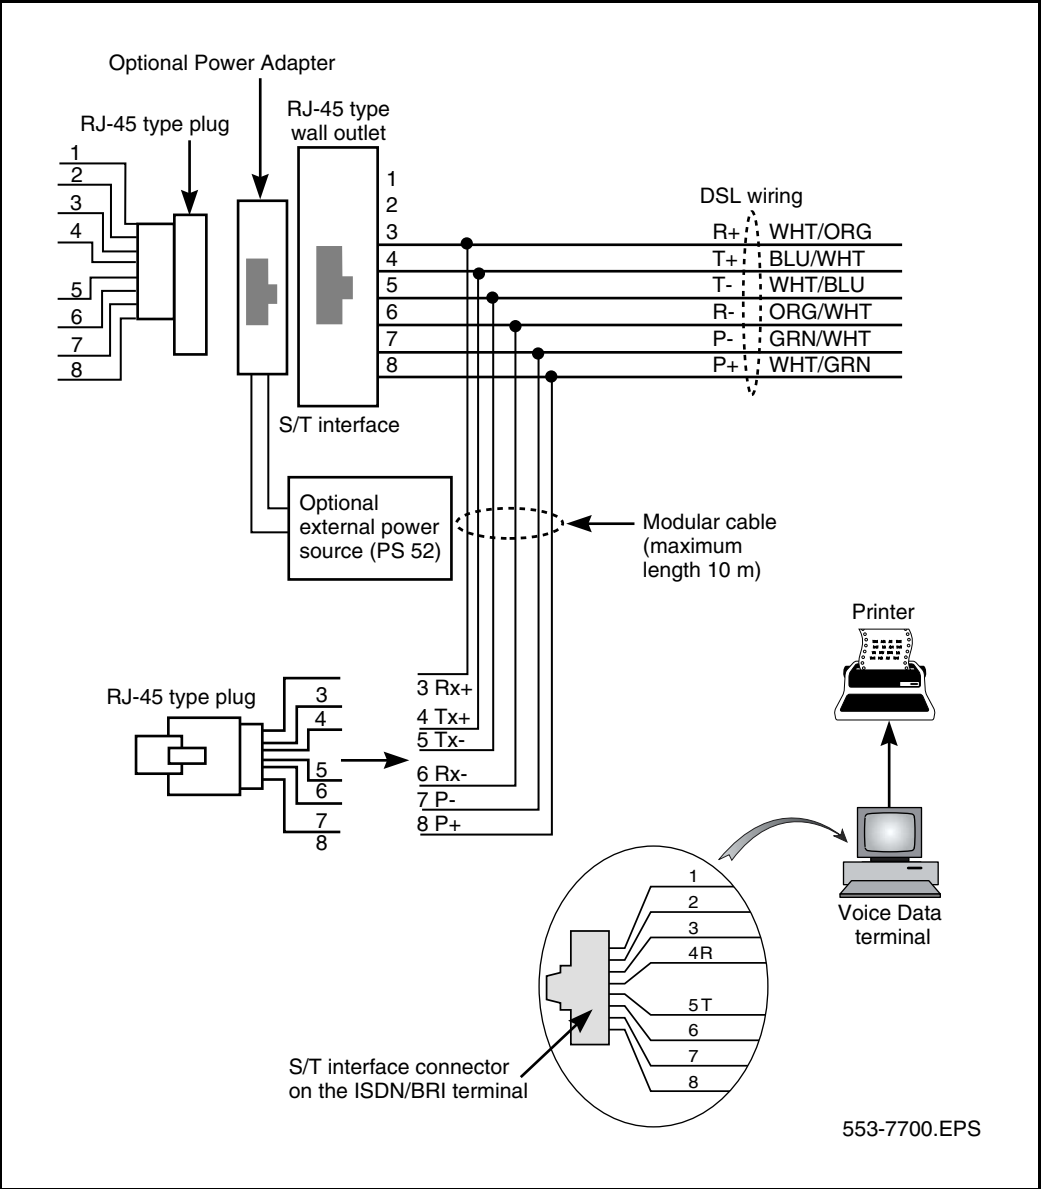 Optional Power Adapter
RJ-45 type
wall outlet
RJ-45 type plug
1
2
3
4
5
6
7
8
1
2
3
4
5
6
7
8
DSL wiring
R+ WHT/ORG
T+ BLU/WHT
T- WHT/BLU
R- ORG/WHT
P- GRN/WHT
P+ WHT/GRN
S/T interface
Optional
external power
source (PS 52)
Modular cable
(maximum
length 10 m)
RJ-45 type plug
3
4
5
6
7
8
3 Rx+
4 Tx+
5 Tx-
6 Rx-
7 P-
8 P+
Printer
Voice Data
terminal
1
2
3
4R
5T
6
7
8
S/T interface connector
on the ISDN/BRI terminal
553-7700.EPS